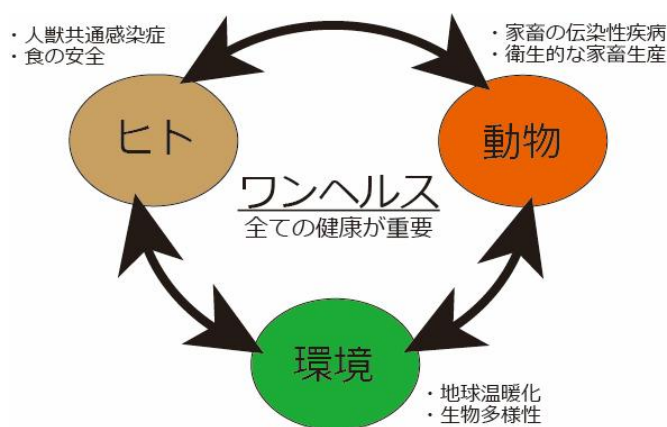 ・人獣共通感染症
・食の安全
・家畜の伝染性疾病
・衛生的な家畜生産
ヒト
動物
ワンヘルス
全ての健康が重要
環境
・地球温暖化
・生物多様性